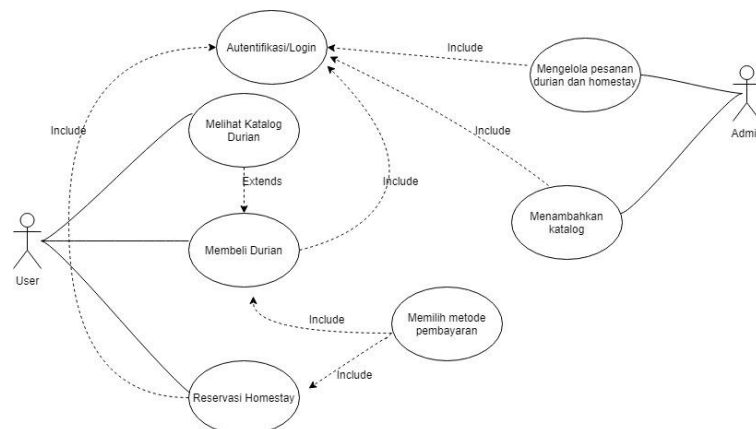 Autentifikasi/Login
Include
Mengelola pesanan
durian dan homestay
Admi
Melihat Katalog
Durian
Include
Include
Extends
Include
Menambahkan
katalog
Membeli Durian
User
Include
Memilih metode
pembayaran
Include
Reservasi Homestay